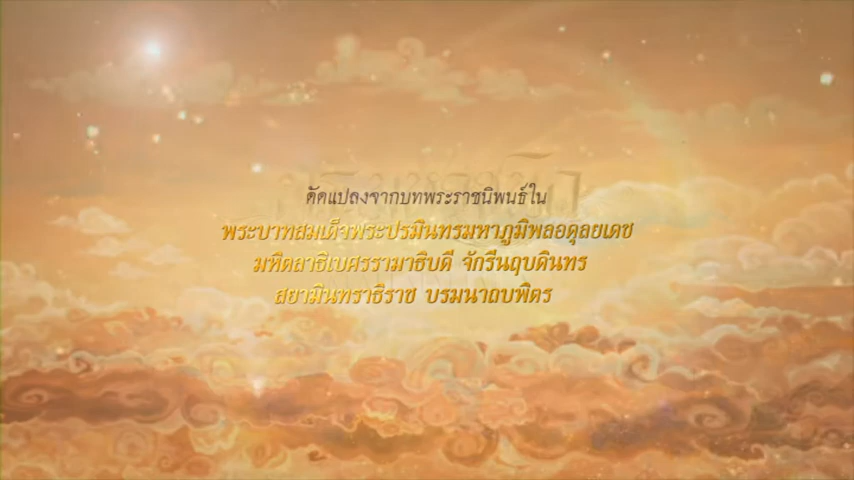 ดัดแปลงจากบทพระราชนิพนธ์ใน
พระบาทสมเด็จพระปรมินทรมหาภูมิพลอดุลยเดช
มหิตลาธิเบศรรามาธิบดี จักรีนฤบดินทร
สยามินทราธิราช บรมนาถบพิตร